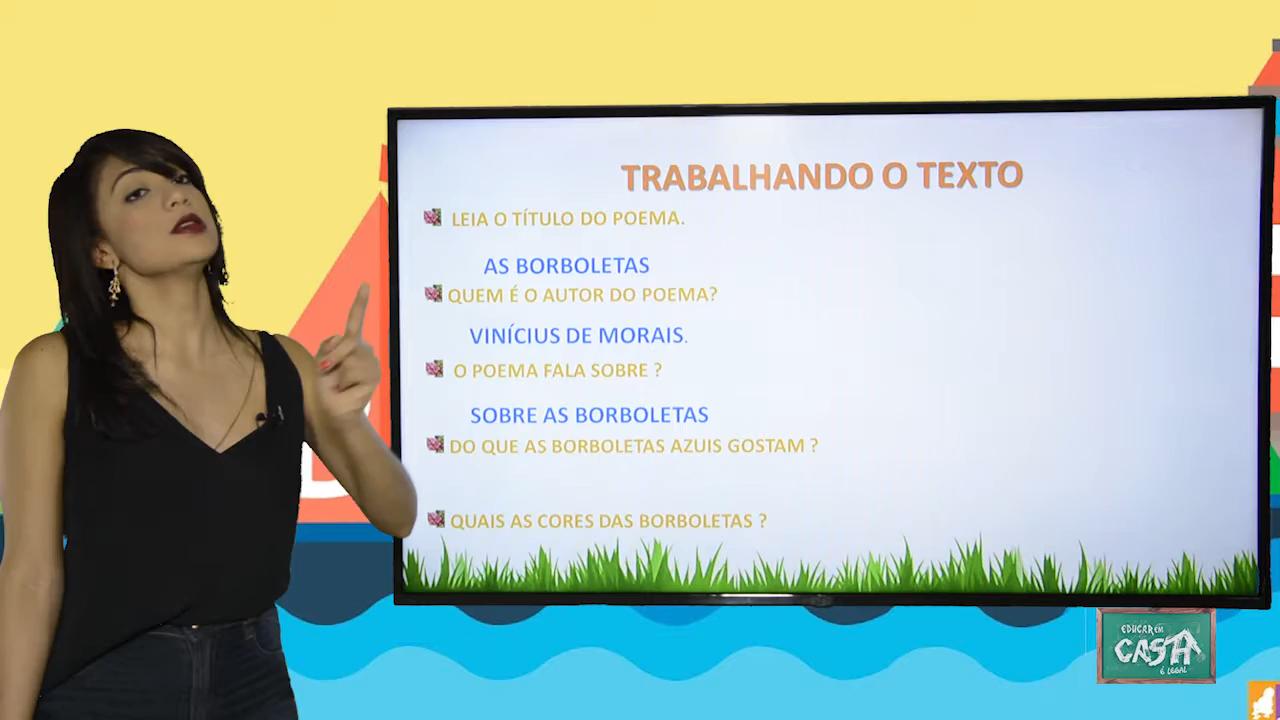 TRABALHANDO O TEXTO
LEIA O TÍTULO DO POEMA.
AS BORBOLETAS
QUEM É O AUTOR DO POEMA?
VINÍCIUS DE MORAIS.
O POEMA FALA SOBRE ?
SOBRE AS BORBOLETAS
DO QUE AS BORBOLETAS AZUIS GOSTAM ?
QUAIS AS CORES DAS BORBOLETAS ?
EDUCAR EM
CASA
É LEGAL